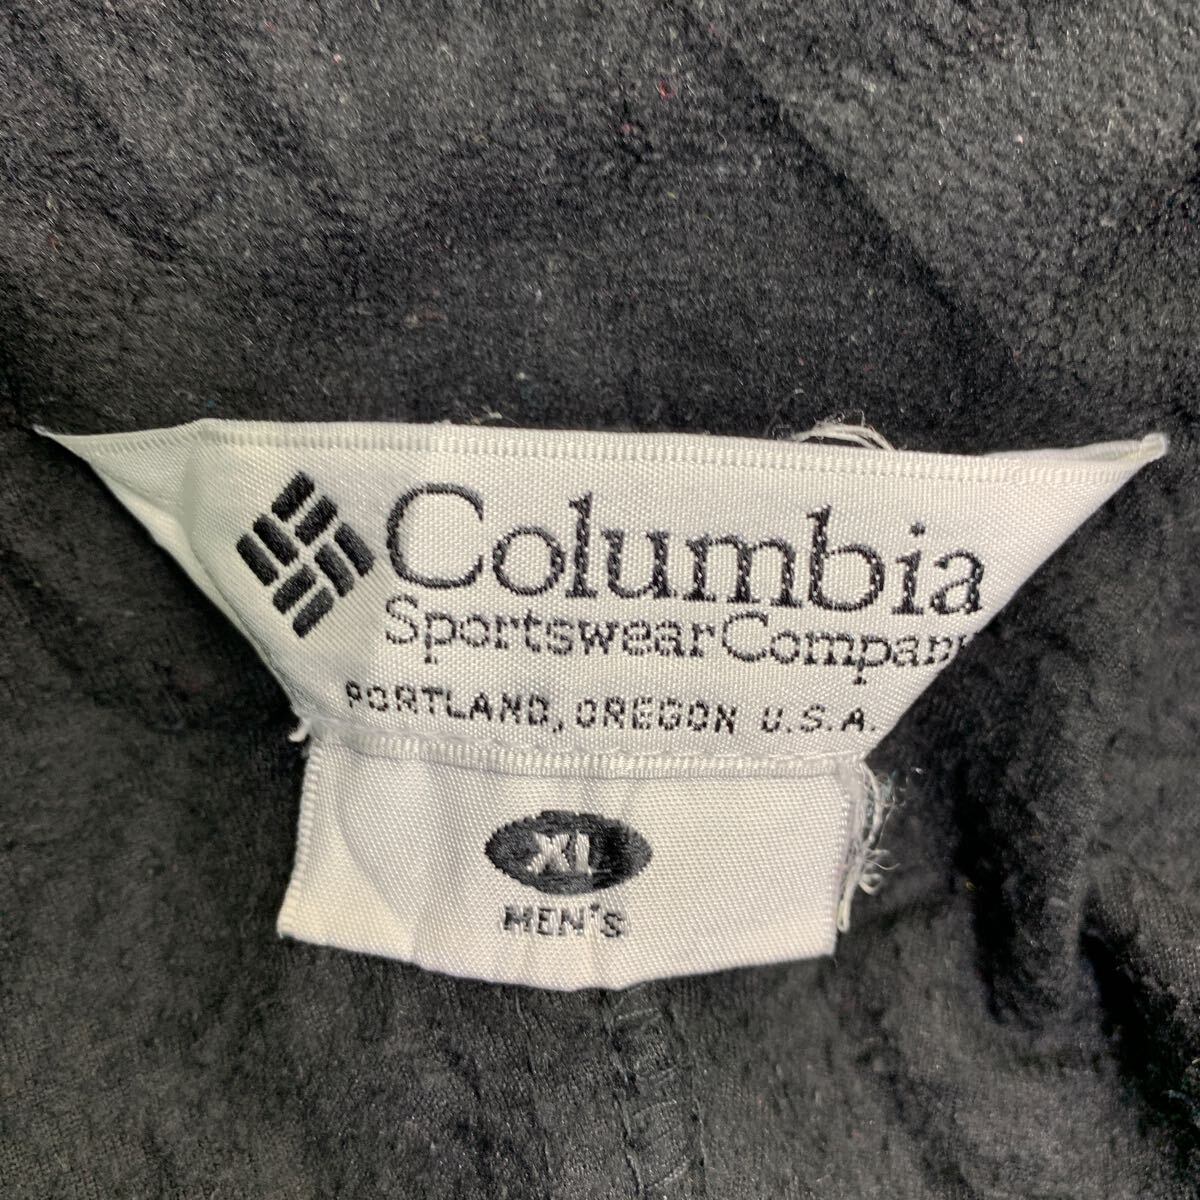 Columbia
Sportswear Company
PORTLAND, OREGON U.S.A.
XL
MEN'S